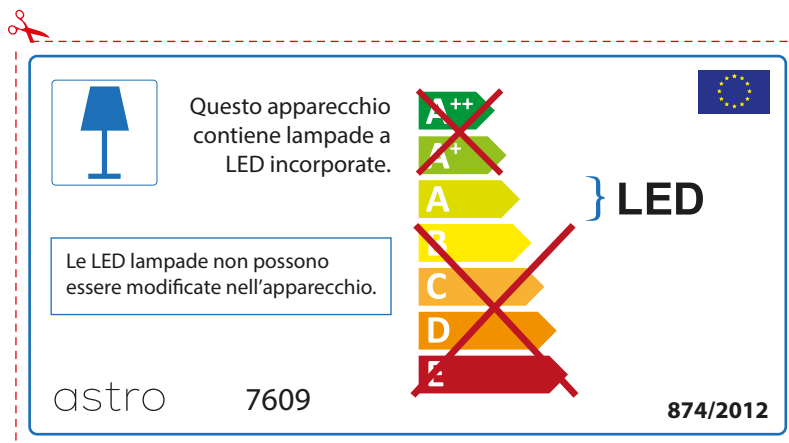 Questo apparecchio
contiene lampade a
LED incorporate.
A++
A+
A
B
C
D
E
LED
Le LED lampade non possono
essere modificate nell'apparecchio.
astro
7609
874/2012